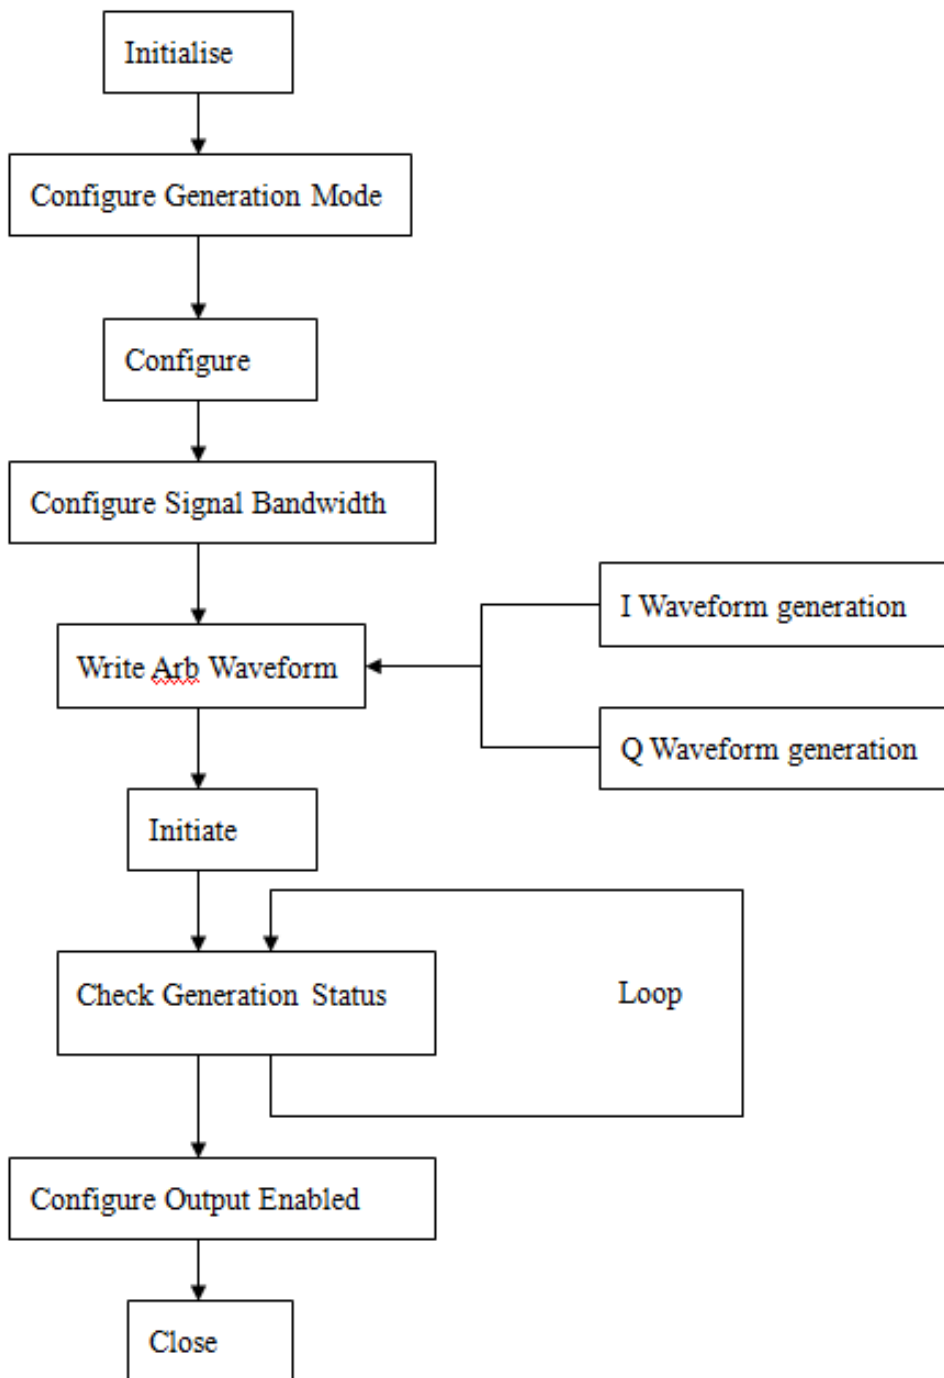 Initialise
Configure Generation Mode
Configure
Configure Signal Bandwidth
I Waveform generation
Write Arb Waveform
Q Waveform generation
Initiate
Check Generation Status
Loop
Configure Output Enabled
Close